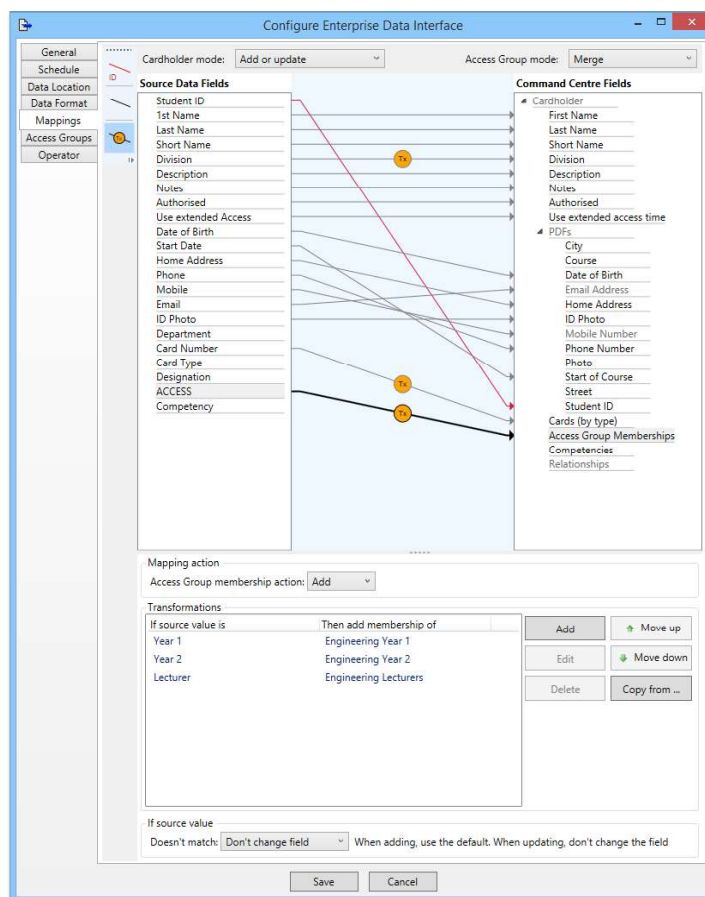 Configure Enterprise Data Interface
General
Schedule
Data Location
Data Format
Mappings
Access Groups
Operator
ID
Tx
Cardholder mode: Add or update
Access Group mode: Merge
Source Data Fields
Student ID
1st Name
Last Name
Short Name
Division
Description
Notes
Authorised
Use extended Access
Date of Birth
Start Date
Home Address
Phone
Mobile
Email
ID Photo
Department
Card Number
Card Type
Designation
ACCESS
Competency
Tx
Tx
Tx
Command Centre Fields
Cardholder
First Name
Last Name
Short Name
Division
Description
Notes
Authorised
Use extended access time
PDFs
City
Course
Date of Birth
Email Address
Home Address
ID Photo
Mobile Number
Phone Number
Photo
Start of Course
Street
Student ID
Cards (by type)
Access Group Memberships
Competencies
Relationships
Mapping action
Access Group membership action: Add
Transformations
If source value is Then add membership of
Year 1 Engineering Year 1
Year 2 Engineering Year 2
Lecturer Engineering Lecturers
Add Move up
Edit Move down
Delete Copy from ...
If source value
Doesn't match: Don't change field When adding, use the default. When updating, don't change the field
Save Cancel